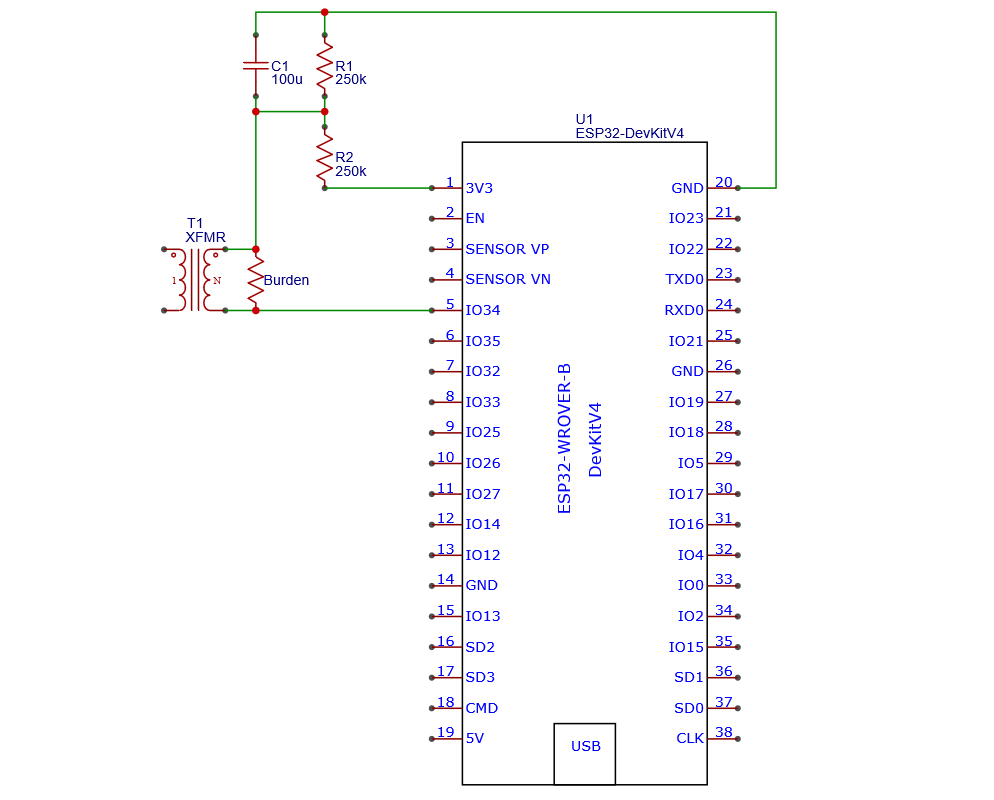 C1
100u
R1
250k
R2
250k
U1
ESP32-DevKitV4
T1
XFMR
1
N
Burden
1 3V3
2 EN
3 SENSOR VP
4 SENSOR VN
5 IO34
6 IO35
7 IO32
8 IO33
9 IO25
10 IO26
11 IO27
12 IO14
13 IO12
14 GND
15 IO13
16 SD2
17 SD3
18 CMD
19 5V
ESP32-WROVER-B
DevKitV4
GND 20
IO23 21
IO22 22
TXD0 23
RXD0 24
IO21 25
GND 26
IO19 27
IO18 28
IO5 29
IO17 30
IO16 31
IO4 32
IO0 33
IO2 34
IO15 35
SD1 36
SD0 37
CLK 38
USB